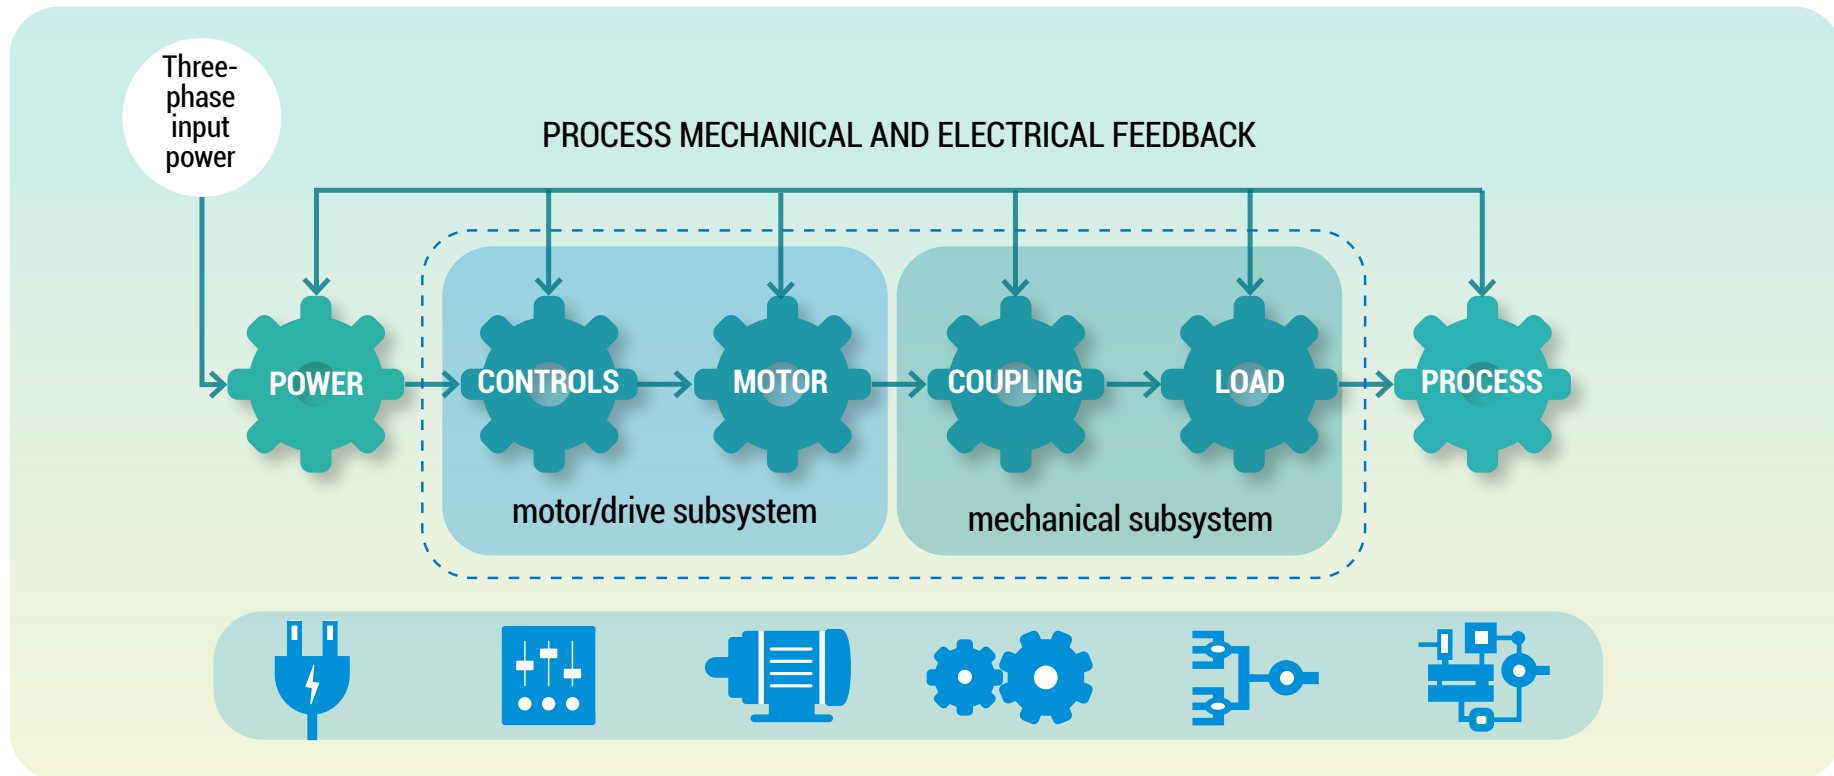 Three-
phase
input
power
PROCESS MECHANICAL AND ELECTRICAL FEEDBACK
POWER
CONTROLS
MOTOR
COUPLING
LOAD
PROCESS
motor/drive subsystem
mechanical subsystem